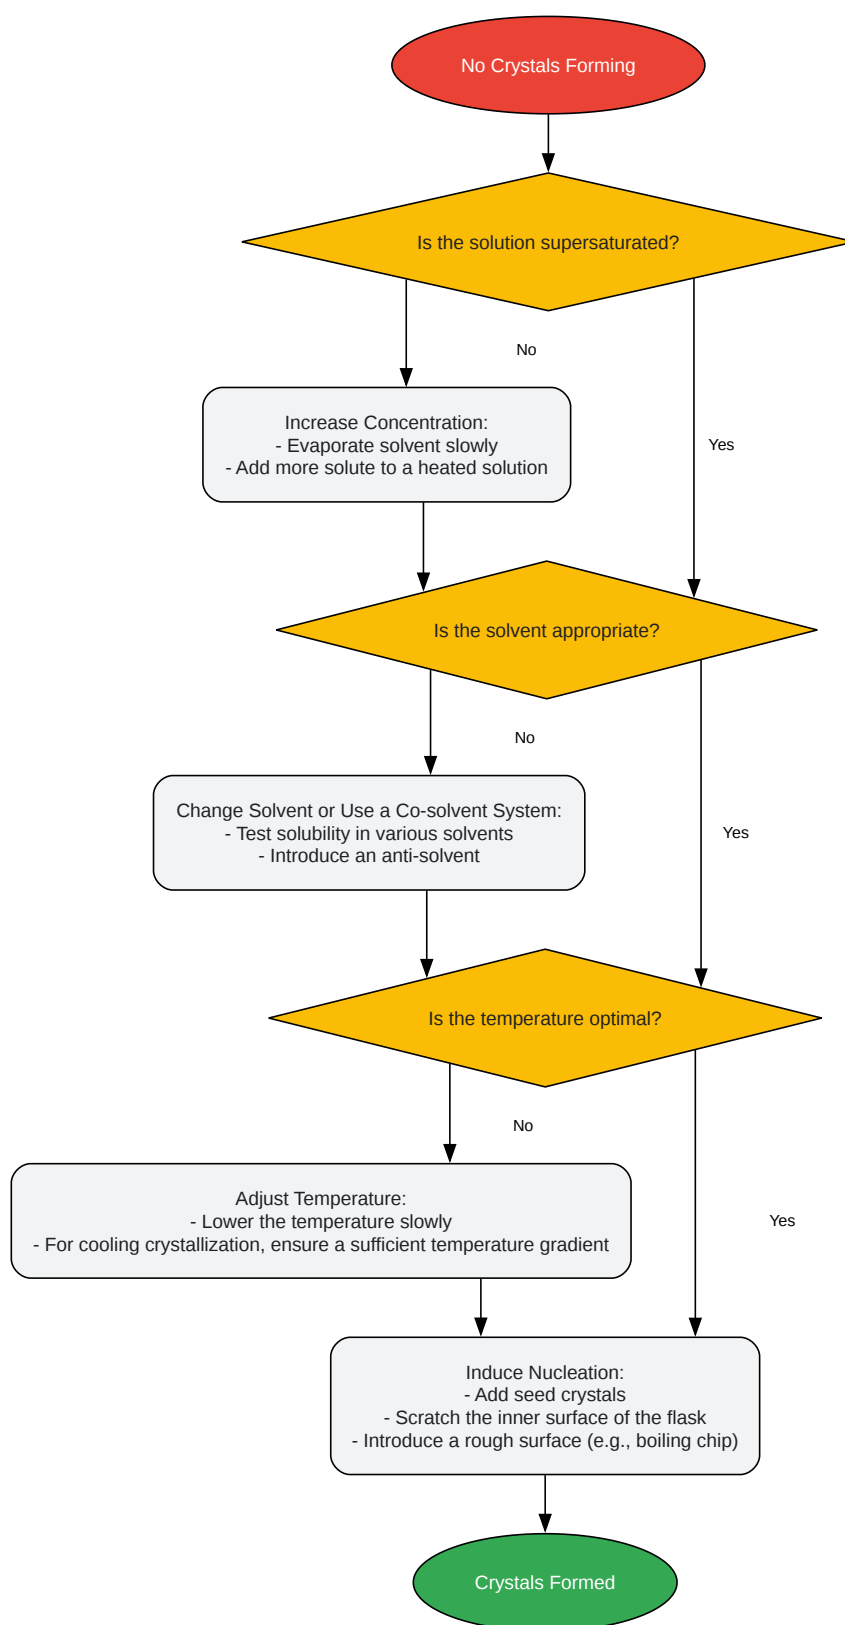 No Crystals Forming
Is the solution supersaturated?
No
Increase Concentration:
- Evaporate solvent slowly
- Add more solute to a heated solution
Yes
Is the solvent appropriate?
No
Change Solvent or Use a Co-solvent System:
- Test solubility in various solvents
- Introduce an anti-solvent
Yes
Is the temperature optimal?
No
Adjust Temperature:
- Lower the temperature slowly
- For cooling crystallization, ensure a sufficient temperature gradient
Yes
Induce Nucleation:
- Add seed crystals
- Scratch the inner surface of the flask
- Introduce a rough surface (e.g., boiling chip)
Crystals Formed